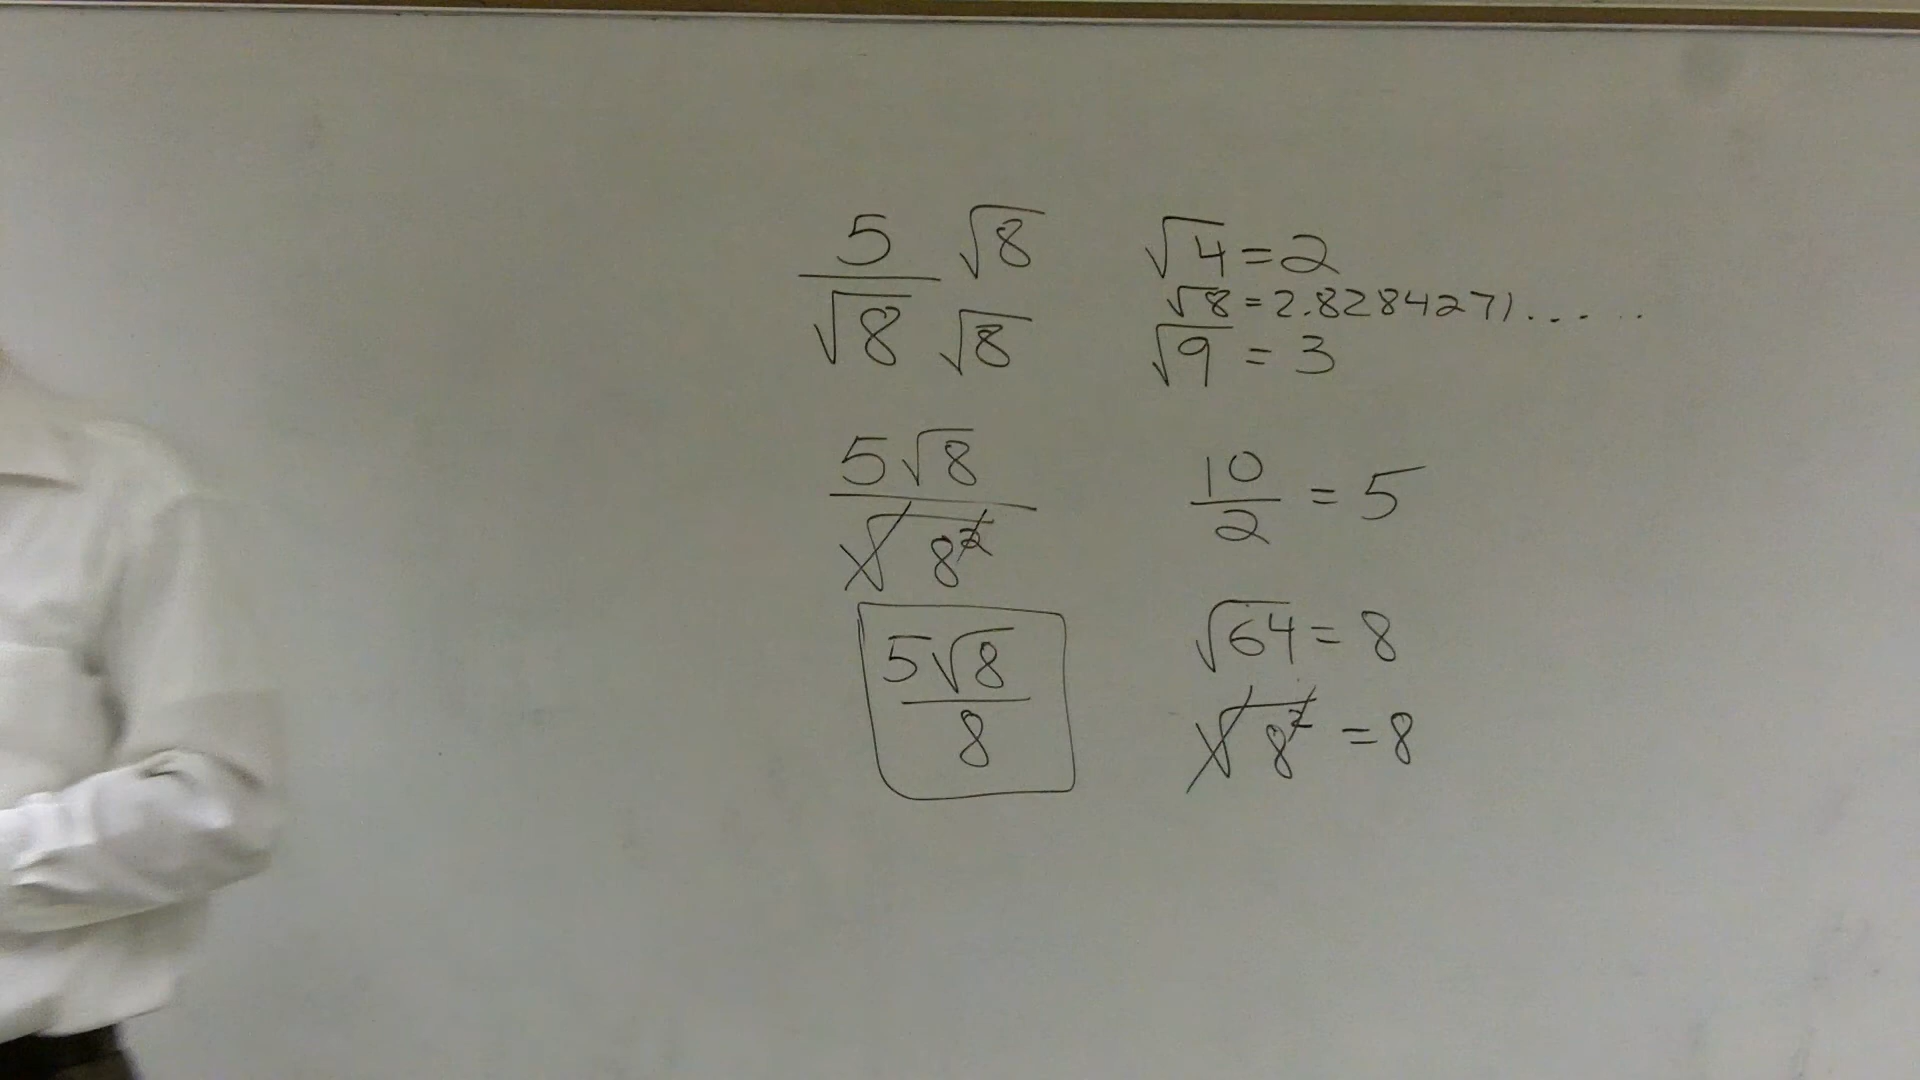 5 √8
√8 √8
5√8
√8²
5√8
8
√4 = 2
√8 = 2.8284271.....
√9 = 3
10
2 = 5
√64 = 8
√8² = 8